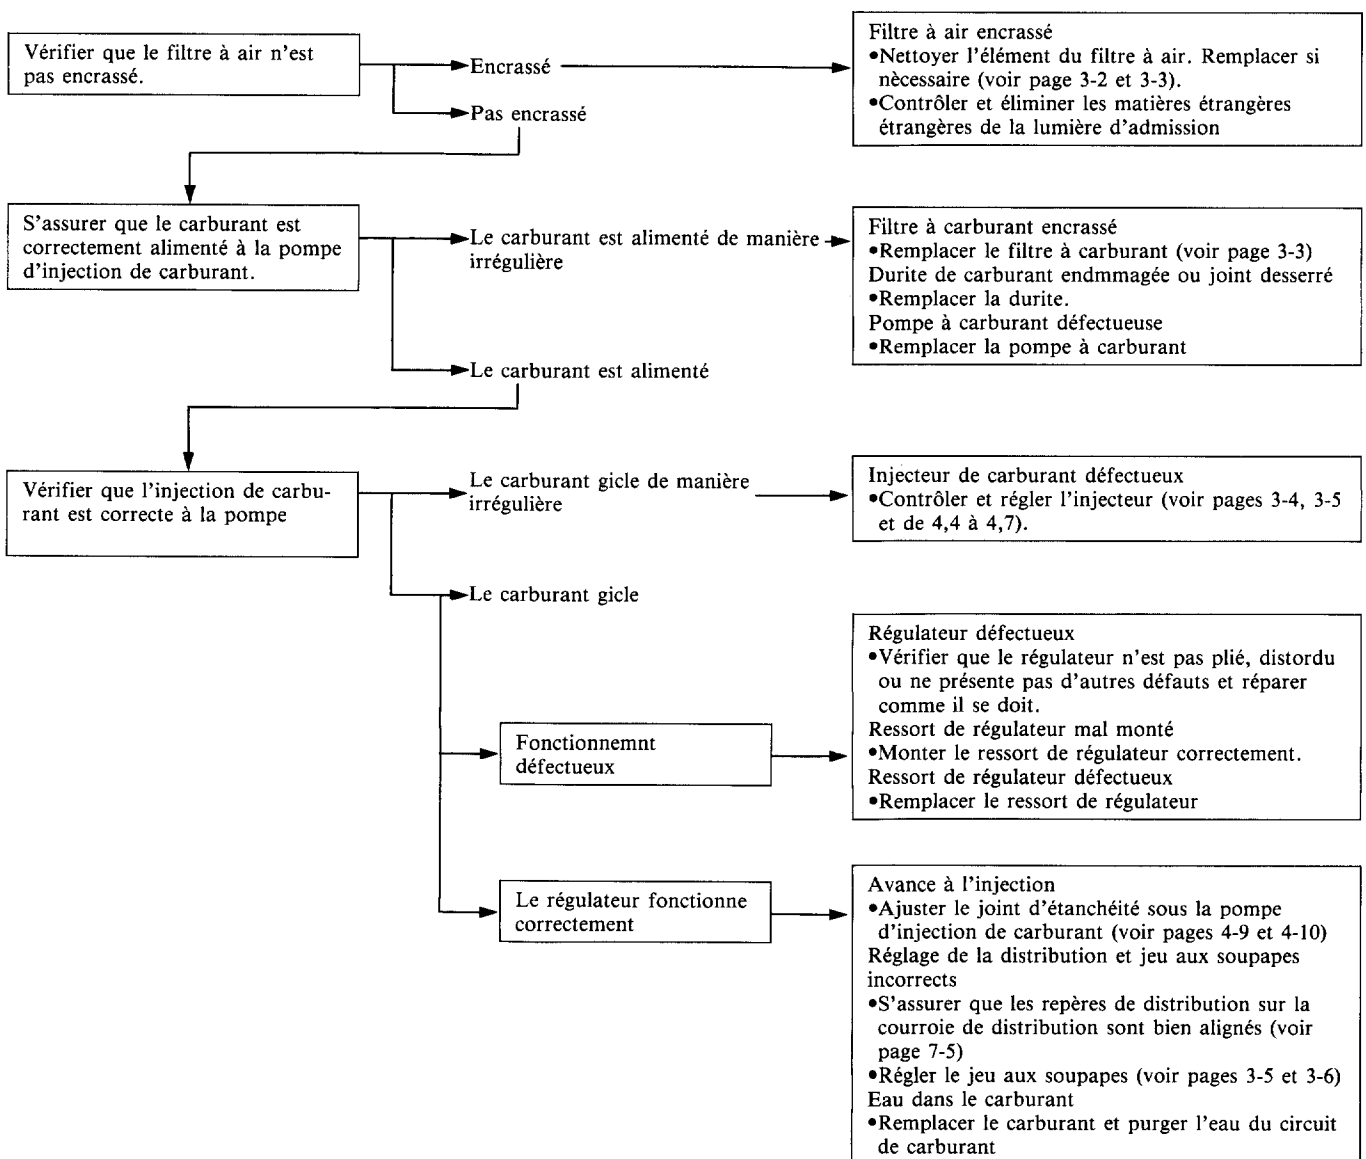 Vérifier que le filtre à air n'est
pas encrassé.
Encrassé
Pas encrassé
Filtre à air encrassé
•Nettoyer l'élément du filtre à air. Remplacer si
nècessaire (voir page 3-2 et 3-3).
•Contrôler et éliminer les matières étrangères
étrangères de la lumière d'admission
S'assurer que le carburant est
correctement alimenté à la pompe
d'injection de carburant.
Le carburant est alimenté de manière
irrégulière
Filtre à carburant encrassé
•Remplacer le filtre à carburant (voir page 3-3)
Durite de carburant endmmagée ou joint desserré
•Remplacer la durite.
Pompe à carburant défectueuse
•Remplacer la pompe à carburant
Le carburant est alimenté
Vérifier que l'injection de carbu-
rant est correcte à la pompe
Le carburant gicle de manière
irrégulière
Injecteur de carburant défectueux
•Contrôler et régler l'injecteur (voir pages 3-4, 3-5
et de 4,4 à 4,7).
Le carburant gicle
Fonctionnemnt
défectueux
Régulateur défectueux
•Vérifier que le régulateur n'est pas plié, distordu
ou ne présente pas d'autres défauts et réparer
comme il se doit.
Ressort de régulateur mal monté
•Monter le ressort de régulateur correctement.
Ressort de régulateur défectueux
•Remplacer le ressort de régulateur
Le régulateur fonctionne
correctement
Avance à l'injection
•Ajuster le joint d'étanchéité sous la pompe
d'injection de carburant (voir pages 4-9 et 4-10)
Réglage de la distribution et jeu aux soupapes
incorrects
•S'assurer que les repères de distribution sur la
courroie de distribution sont bien alignés (voir
page 7-5)
•Régler le jeu aux soupapes (voir pages 3-5 et 3-6)
Eau dans le carburant
•Remplacer le carburant et purger l'eau du circuit
de carburant